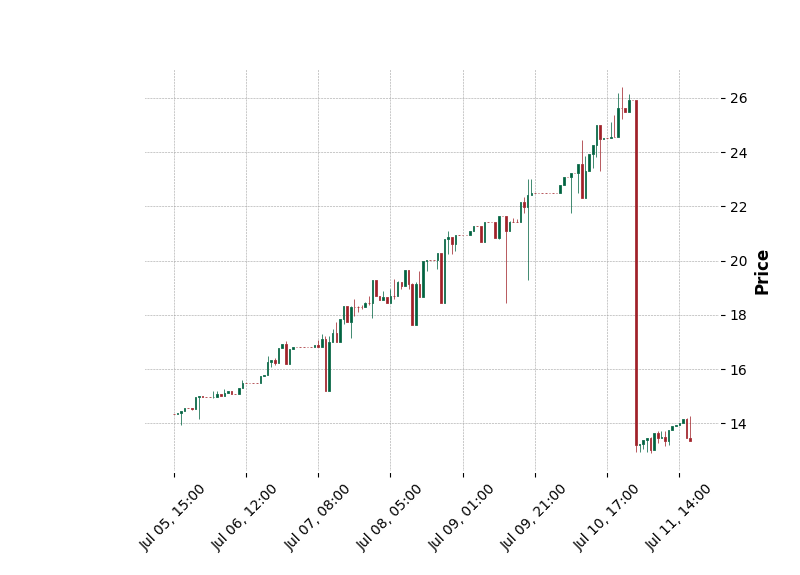 26
24
22
20
18
16
14
Price
Jul 05, 15:00
Jul 06, 12:00
Jul 07, 08:00
Jul 08, 05:00
Jul 09, 01:00
Jul 09, 21:00
Jul 10, 17:00
Jul 11, 14:00